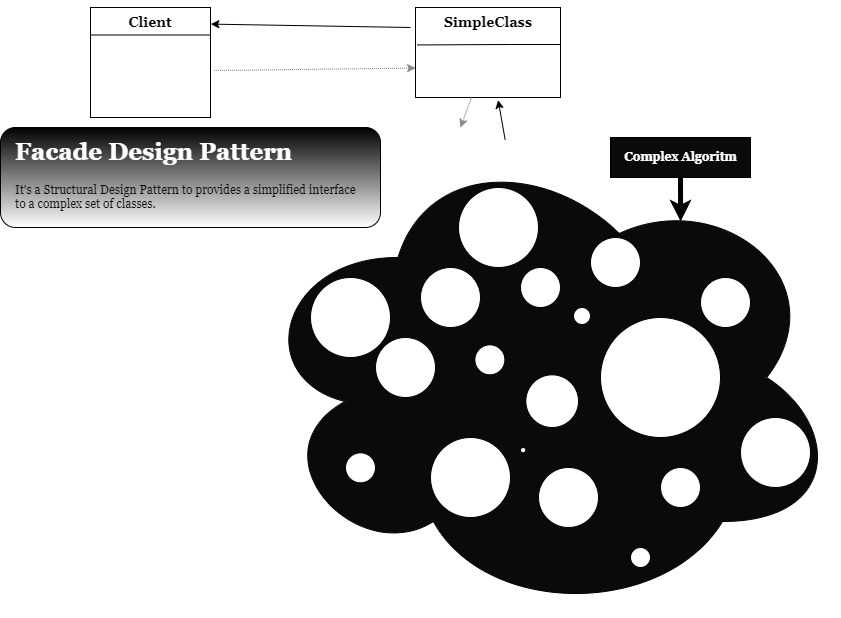 Client
SimpleClass
Facade Design Pattern
It's a Structural Design Pattern to provides a simplified interface
to a complex set of classes.
Complex Algoritm